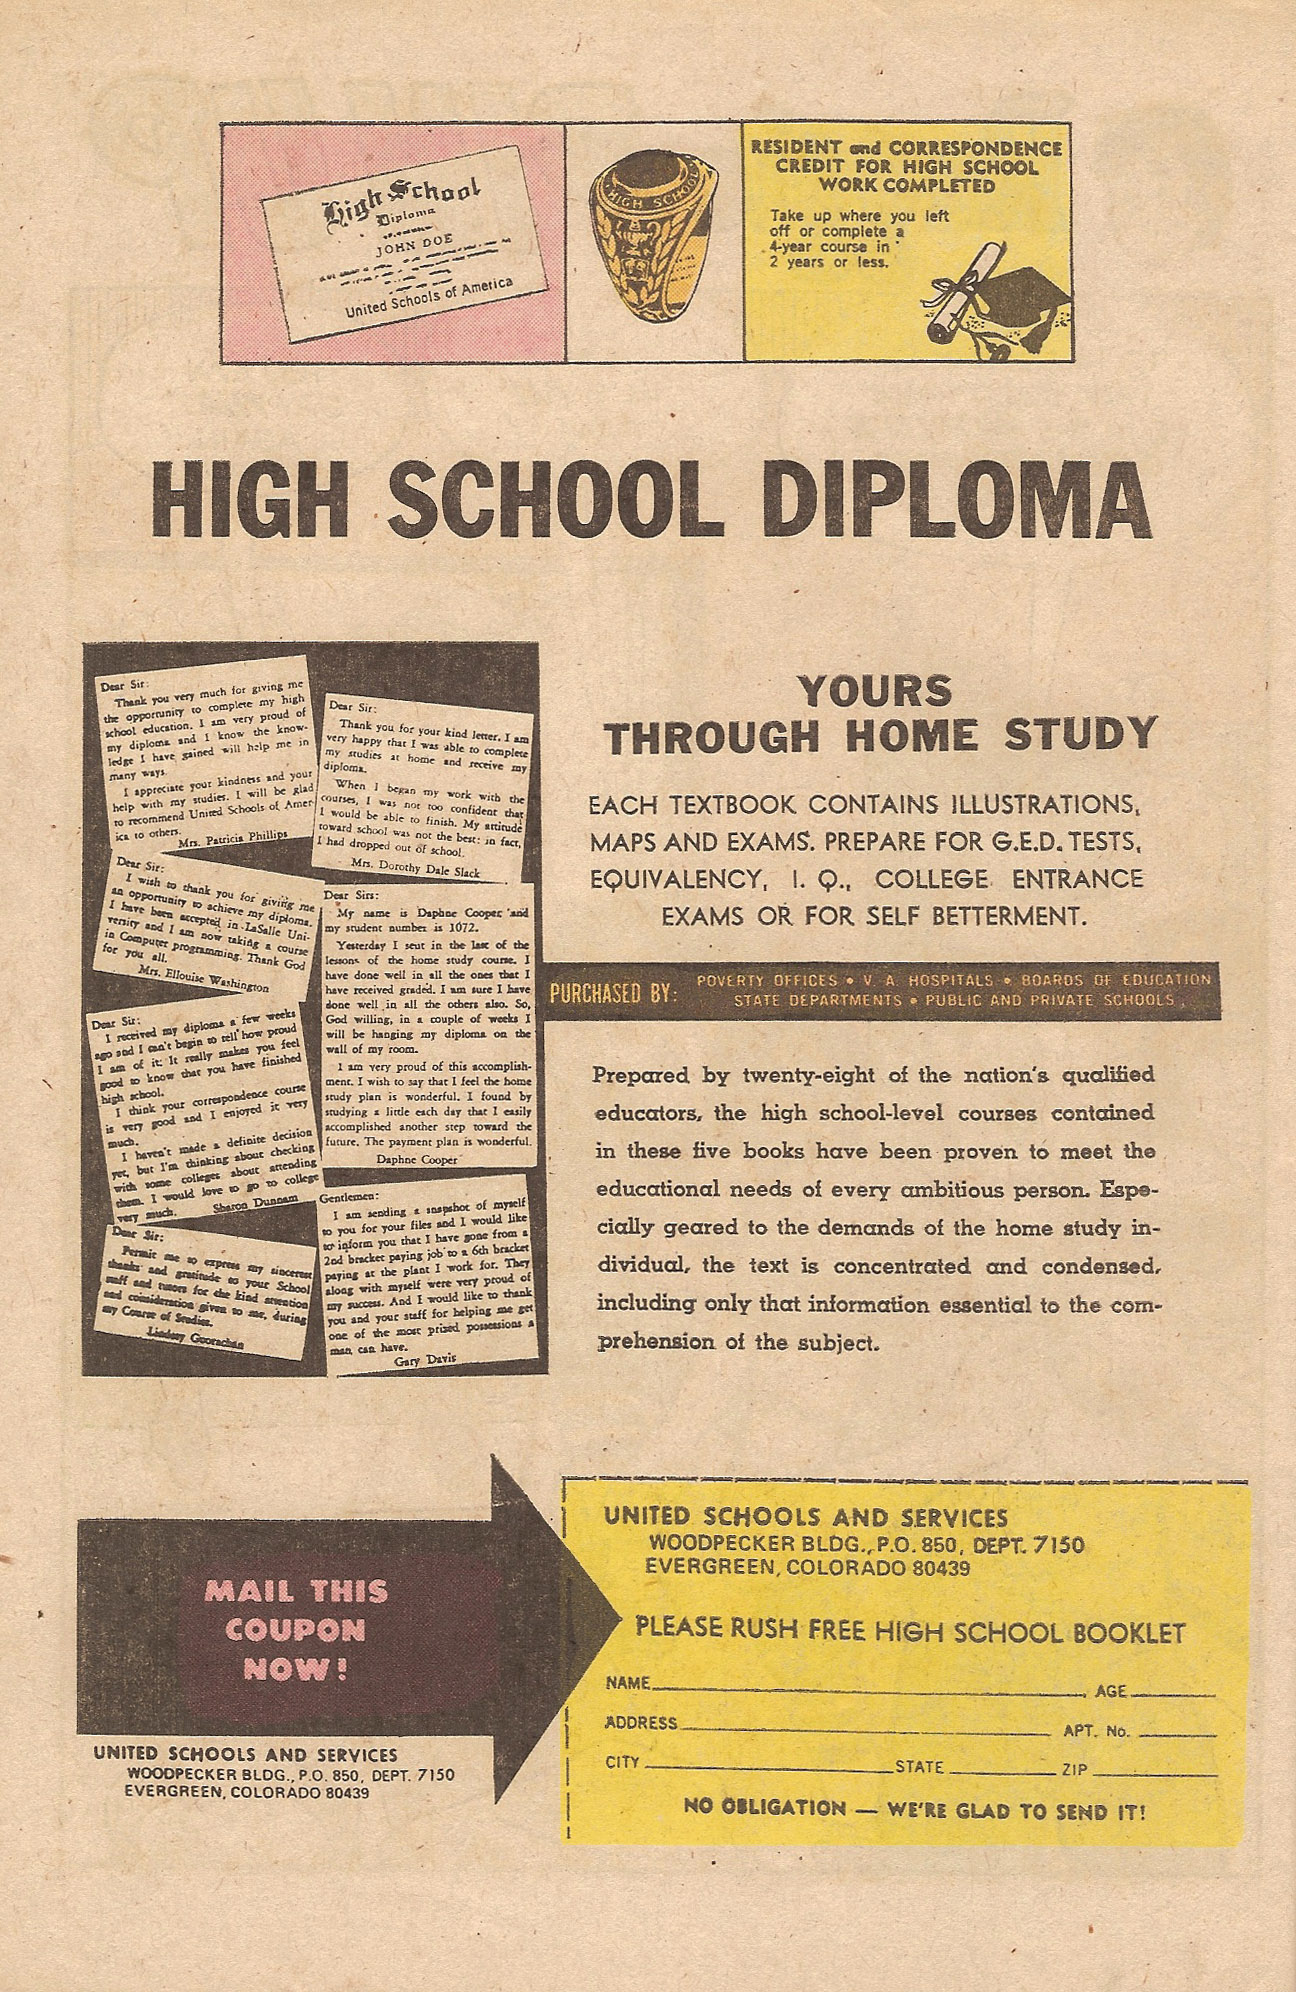 High School
Diploma
JOHN DOE
United Schools of America
HIGH SCHOOL
RESIDENT and CORRESPONDENCE
CREDIT FOR HIGH SCHOOL
WORK COMPLETED
Take up where you left
off or complete a
4-year course in
2 years or less.
HIGH SCHOOL DIPLOMA
Dear Sir:
Thank you very much for giving me
the opportunity to complete my high
school education. I am very proud of
my diploma and I know the know-
ledge I have gained will help me in
many ways.
I appreciate your kindness and your
help with my studies. I will be glad
to recommend United Schools of Amer-
ica to others.
Mrs. Patricia Phillips
Dear Sir:
Thank you for your kind letter. I am
very happy that I was able to complete
my studies at home and receive my
diploma.
When I began my work with the
courses, I was not too confident that
I would be able to finish. My attitude
toward school was not the best: in fact,
I had dropped out of school.
Mrs. Dorothy Dale Slack
Dear Sir:
I wish to thank you for giving me
an opportunity to achieve my diploma.
I have been accepted in LaSalle Uni-
versity and I am now taking a course
in Computer programming. Thank God
for you all.
Mrs. Ellouise Washington
Dear Sirs:
My name is Daphne Cooper and
my student number is 1072.
Yesterday I sent in the last of the
lessons of the home study course. I
have done well in all the ones that I
have received graded. I am sure I have
done well in all the others also. So,
God willing, in a couple of weeks I
will be hanging my diploma on the
wall of my room.
I am very proud of this accomplish-
ment. I wish to say that I feel the home
study plan is wonderful. I found by
studying a little each day that I easily
accomplished another step toward the
future. The payment plan is wonderful.
Daphne Cooper
Dear Sir:
I received my diploma a few weeks
ago and I can't begin to tell how proud
I am of it. It really makes you feel
good to know that you have finished
high school.
I think your correspondence course
is very good and I enjoyed it very
much.
I haven't made a definite decision
yet, but I'm thinking about checking
with some colleges about attending
them. I would love to go to college
very much.
Sharon Dunnam
Dear Sir:
Permit me to express my sincerest
thanks and gratitude to your School
staff and tutors for the kind attention
and consideration given to me, during
my Course of Studies.
Lindsay Goorachan
Gentlemen:
I am sending a snapshot of myself
to you for your files and I would like
to inform you that I have gone from a
2nd bracket paying job to a 6th bracket
paying at the plant I work for. They
along with myself were very proud of
my success. And I would like to thank
you and your staff for helping me get
one of the most prized possessions a
man can have.
Gary Davis
YOURS
THROUGH HOME STUDY
EACH TEXTBOOK CONTAINS ILLUSTRATIONS,
MAPS AND EXAMS. PREPARE FOR G.E.D. TESTS,
EQUIVALENCY, I. Q., COLLEGE ENTRANCE
EXAMS OR FOR SELF BETTERMENT.
PURCHASED BY:
POVERTY OFFICES • V. A. HOSPITALS • BOARDS OF EDUCATION
STATE DEPARTMENTS • PUBLIC AND PRIVATE SCHOOLS
Prepared by twenty-eight of the nation's qualified
educators, the high school-level courses contained
in these five books have been proven to meet the
educational needs of every ambitious person. Espe-
cially geared to the demands of the home study in-
dividual, the text is concentrated and condensed,
including only that information essential to the com-
prehension of the subject.
MAIL THIS
COUPON
NOW!
UNITED SCHOOLS AND SERVICES
WOODPECKER BLDG., P.O. 850, DEPT. 7150
EVERGREEN, COLORADO 80439
UNITED SCHOOLS AND SERVICES
WOODPECKER BLDG., P.O. 850, DEPT. 7150
EVERGREEN, COLORADO 80439
PLEASE RUSH FREE HIGH SCHOOL BOOKLET
NAME AGE
ADDRESS APT. No.
CITY STATE ZIP
NO OBLIGATION — WE'RE GLAD TO SEND IT!